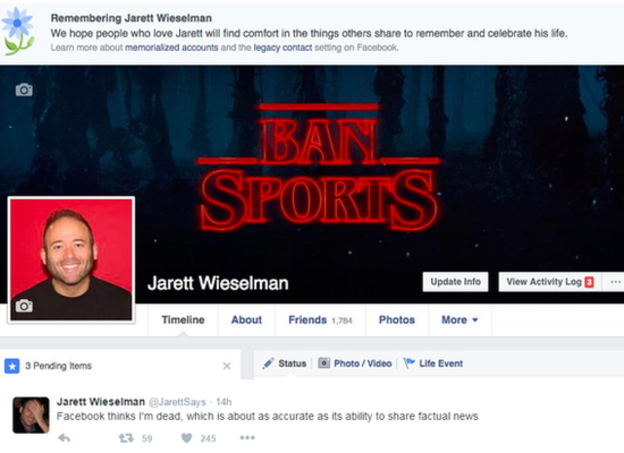 Remembering Jarett Wieselman
We hope people who love Jarett will find comfort in the things others share to remember and celebrate his life.
Learn more about memorialized accounts and the legacy contact setting on Facebook.
BAN
SPORTS
Jarett Wieselman
Update Info
View Activity Log 3 ...
Timeline About Friends 1,784 Photos More
3 Pending Items ×
Status Photo / Video Life Event
Jarett Wieselman @JarettSays · 14h
Facebook thinks I'm dead, which is about as accurate as its ability to share factual news
59 245 •••